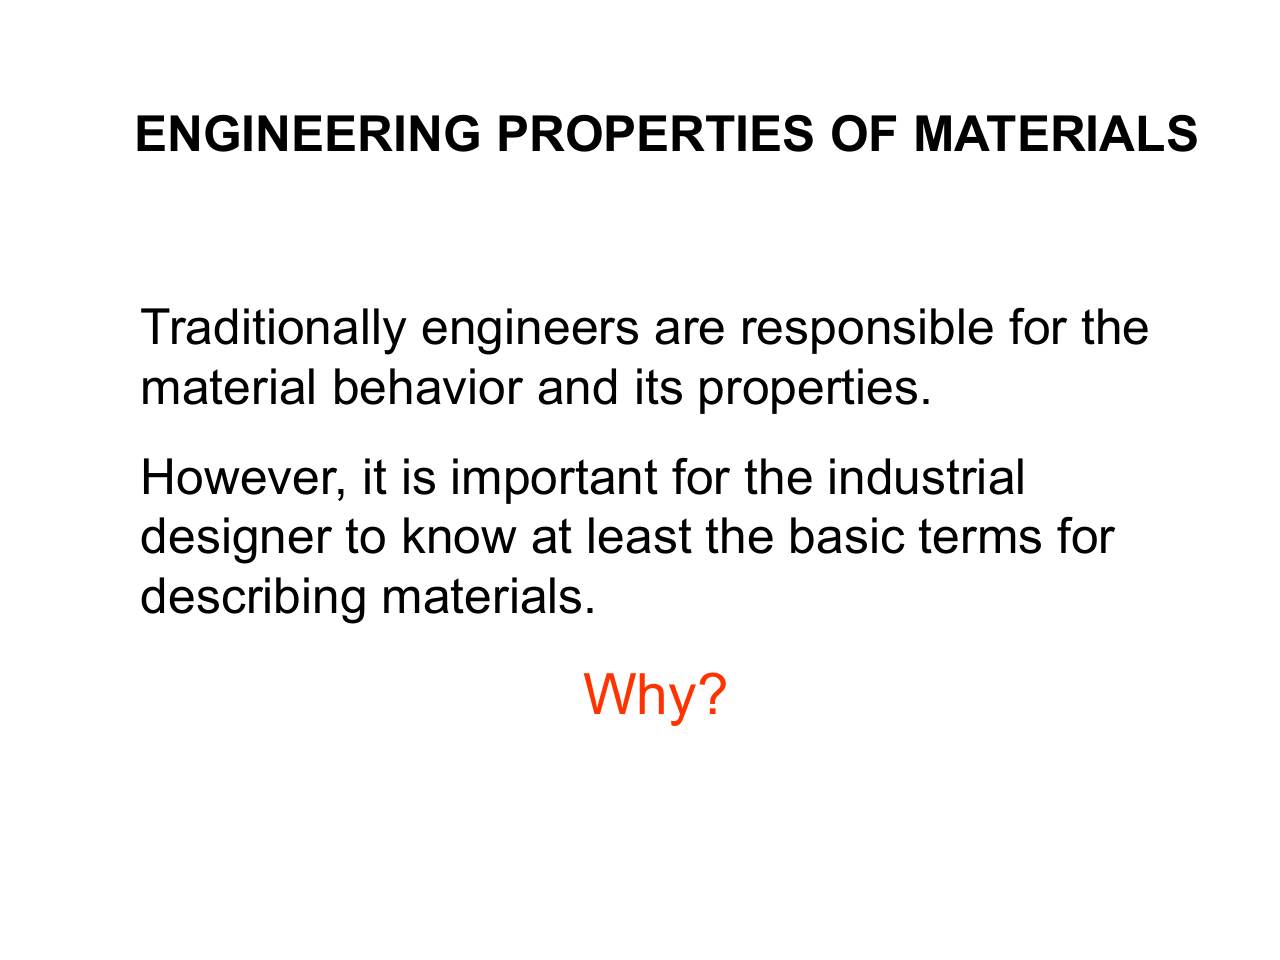 ENGINEERING PROPERTIES OF MATERIALS
Traditionally engineers are responsible for the
material behavior and its properties.
However, it is important for the industrial
designer to know at least the basic terms for
describing materials.
Why?